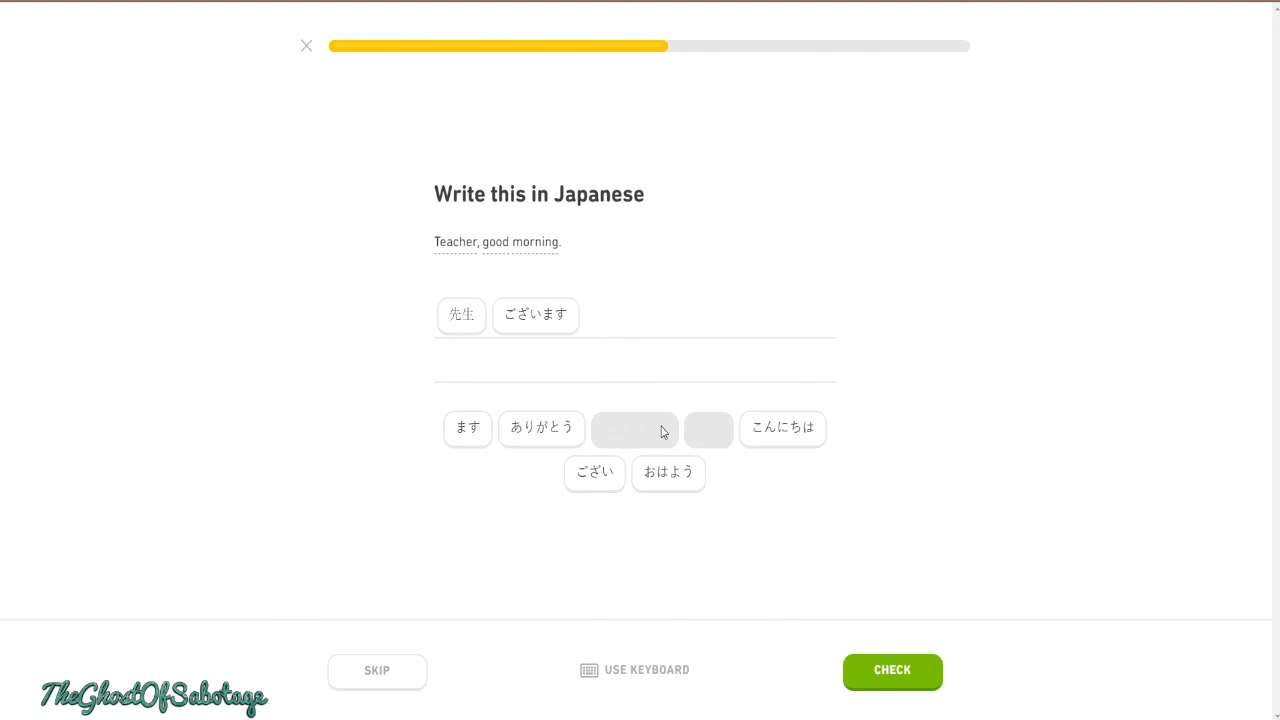 Write this in Japanese
Teacher, good morning.
先生 ございます
ます ありがとう こんにちは
ござい おはよう
SKIP USE KEYBOARD CHECK
TheGhostOfSabotage